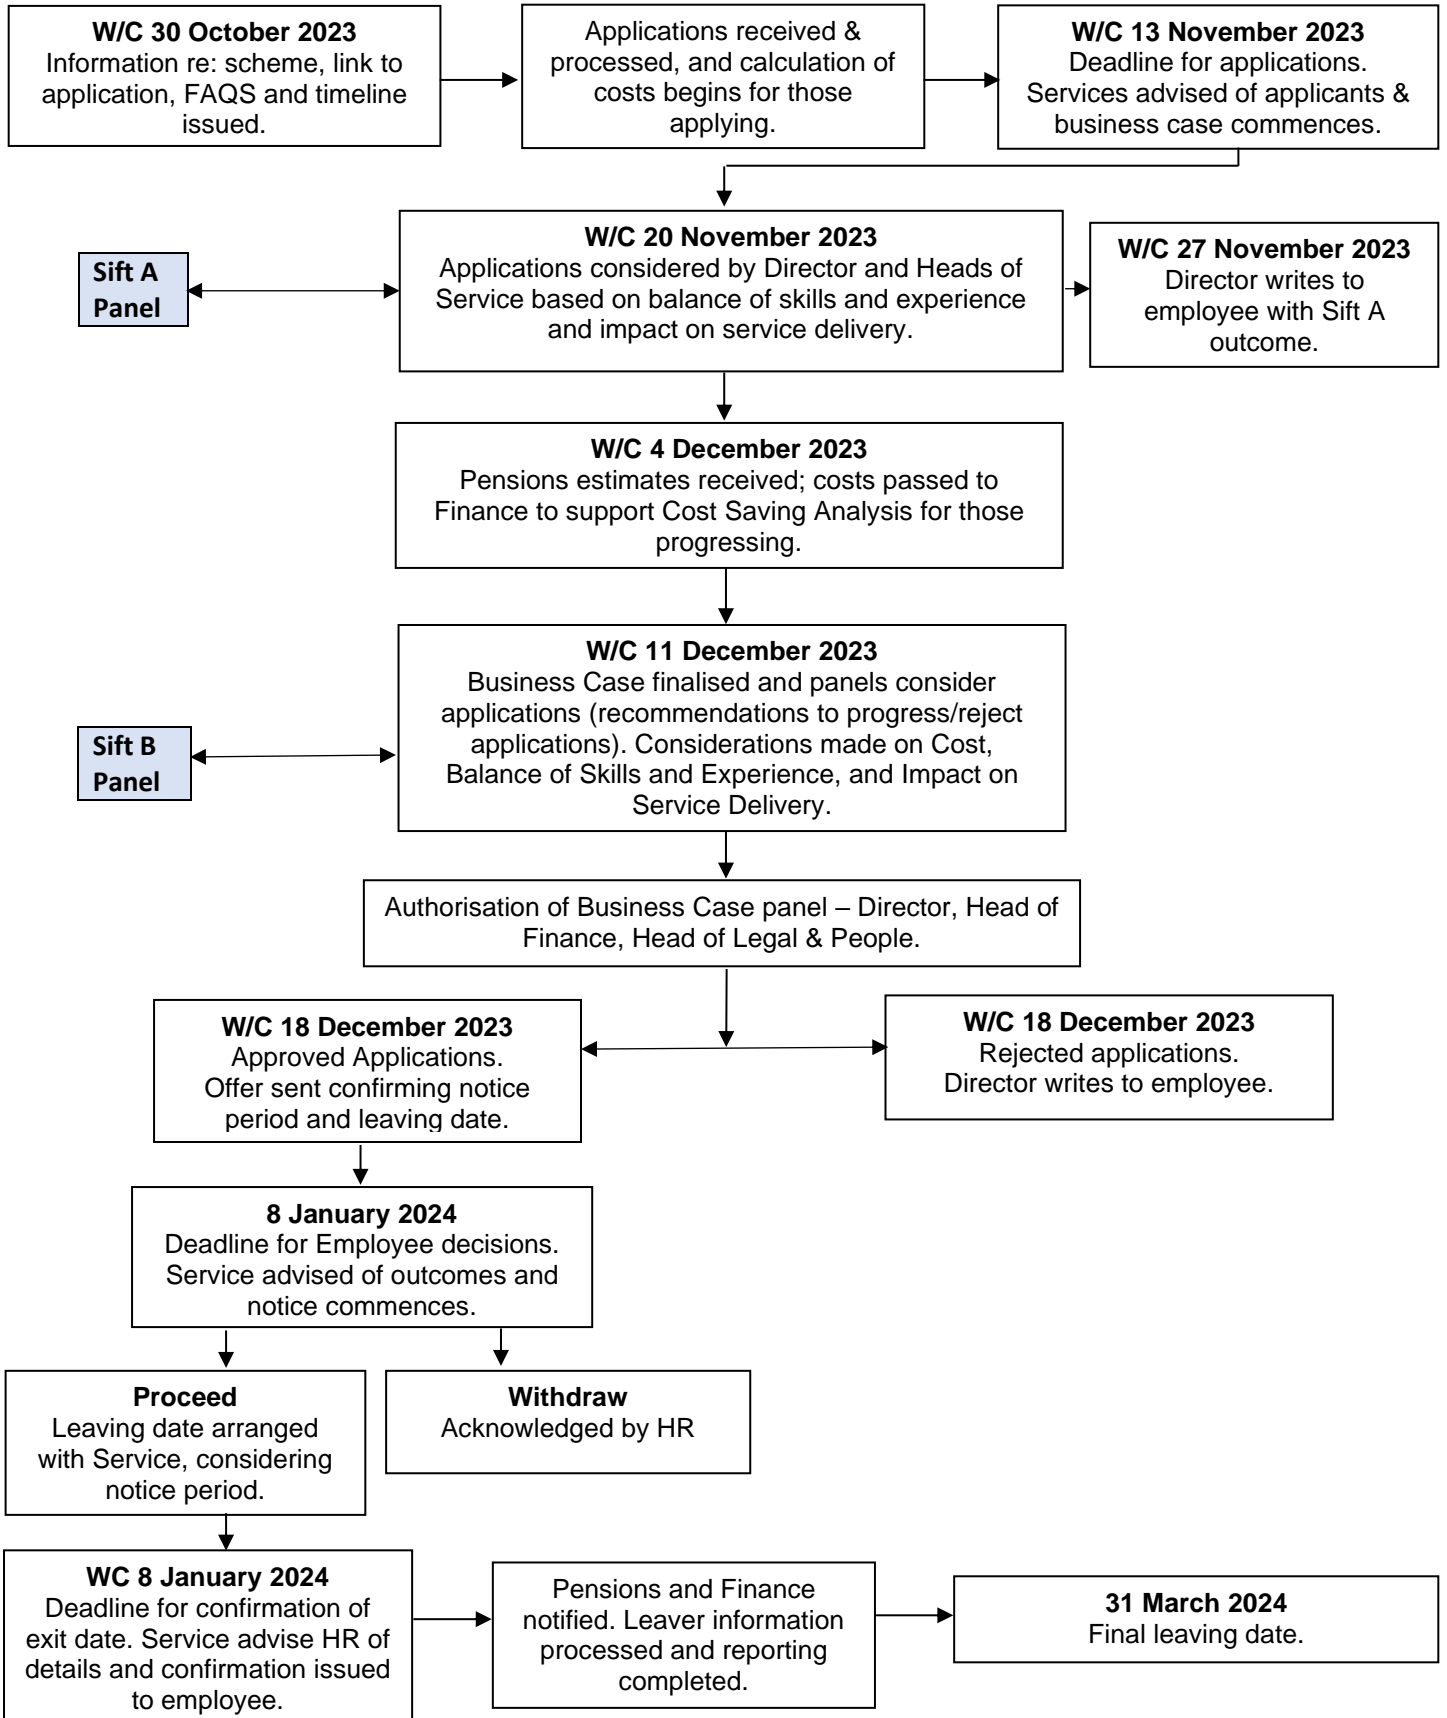 W/C 30 October 2023
Information re: scheme, link to
application, FAQS and timeline
issued.
Applications received &
processed, and calculation of
costs begins for those
applying.
W/C 13 November 2023
Deadline for applications.
Services advised of applicants &
business case commences.
Sift A
Panel
W/C 20 November 2023
Applications considered by Director and Heads of
Service based on balance of skills and experience
and impact on service delivery.
W/C 27 November 2023
Director writes to
employee with Sift A
outcome.
W/C 4 December 2023
Pensions estimates received; costs passed to
Finance to support Cost Saving Analysis for those
progressing.
Sift B
Panel
W/C 11 December 2023
Business Case finalised and panels consider
applications (recommendations to progress/reject
applications). Considerations made on Cost,
Balance of Skills and Experience, and Impact on
Service Delivery.
Authorisation of Business Case panel – Director, Head of
Finance, Head of Legal & People.
W/C 18 December 2023
Approved Applications.
Offer sent confirming notice
period and leaving date.
W/C 18 December 2023
Rejected applications.
Director writes to employee.
8 January 2024
Deadline for Employee decisions.
Service advised of outcomes and
notice commences.
Proceed
Leaving date arranged
with Service, considering
notice period.
Withdraw
Acknowledged by HR
WC 8 January 2024
Deadline for confirmation of
exit date. Service advise HR of
details and confirmation issued
to employee.
Pensions and Finance
notified. Leaver information
processed and reporting
completed.
31 March 2024
Final leaving date.